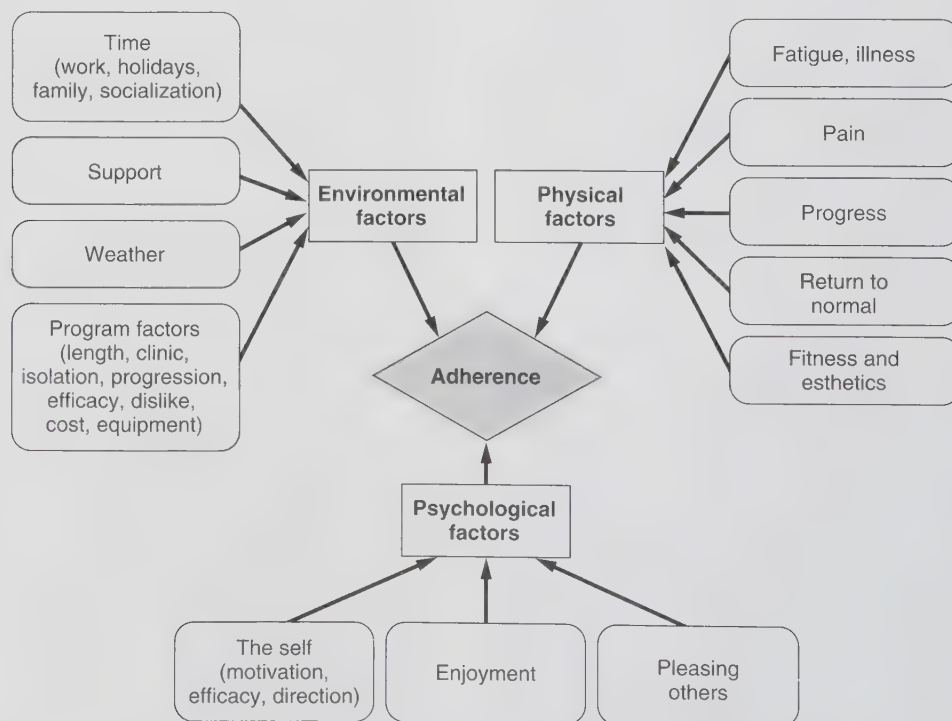 Time
(work, holidays,
family, socialization)
Support
Weather
Program factors
(length, clinic,
isolation, progression,
efficacy, dislike,
cost, equipment)
Environmental
factors
Physical
factors
Fatigue, illness
Pain
Progress
Return to
normal
Fitness and
esthetics
Adherence
Psychological
factors
The self
(motivation,
efficacy, direction)
Enjoyment
Pleasing
others